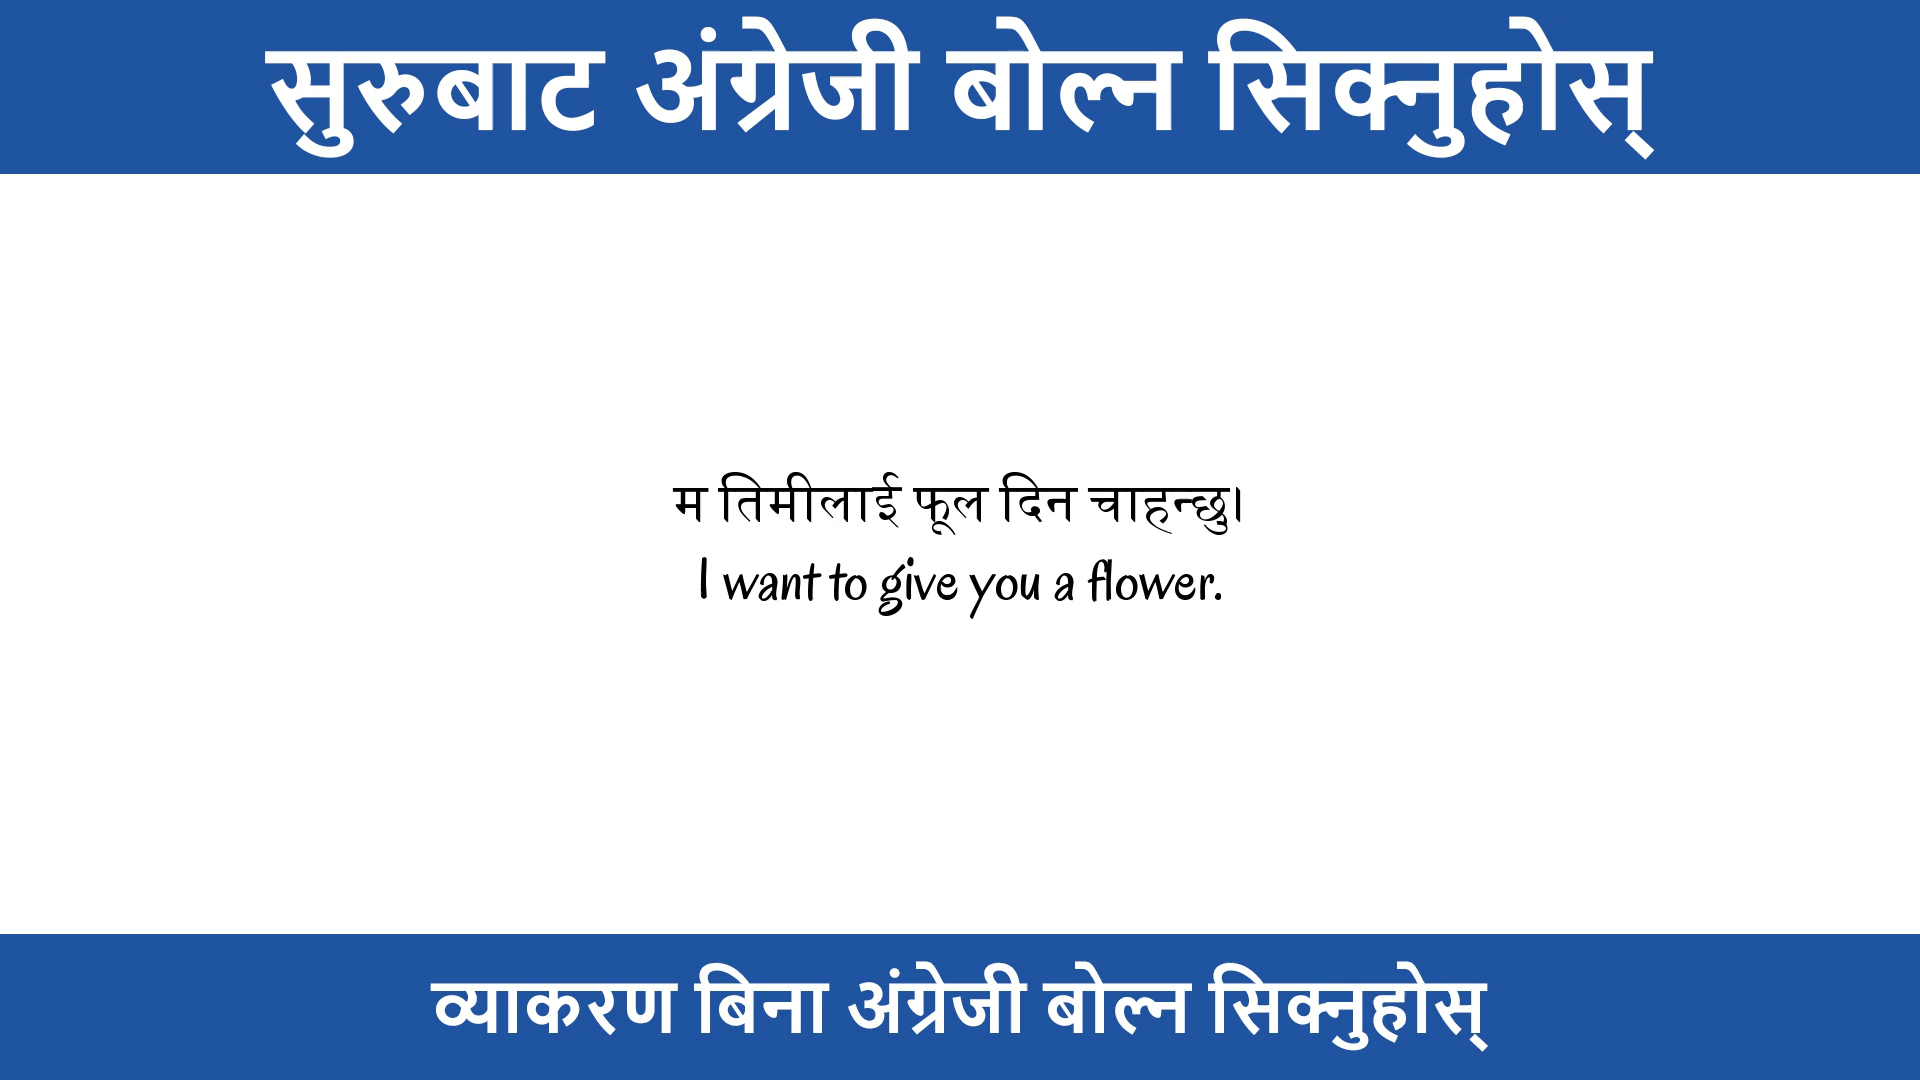 सुरुबाट अंग्रेजी बोल्न सिक्नुहोस्
म तिमीलाई फूल दिन चाहन्छु।
I want to give you a flower.
व्याकरण बिना अंग्रेजी बोल्न सिक्नुहोस्